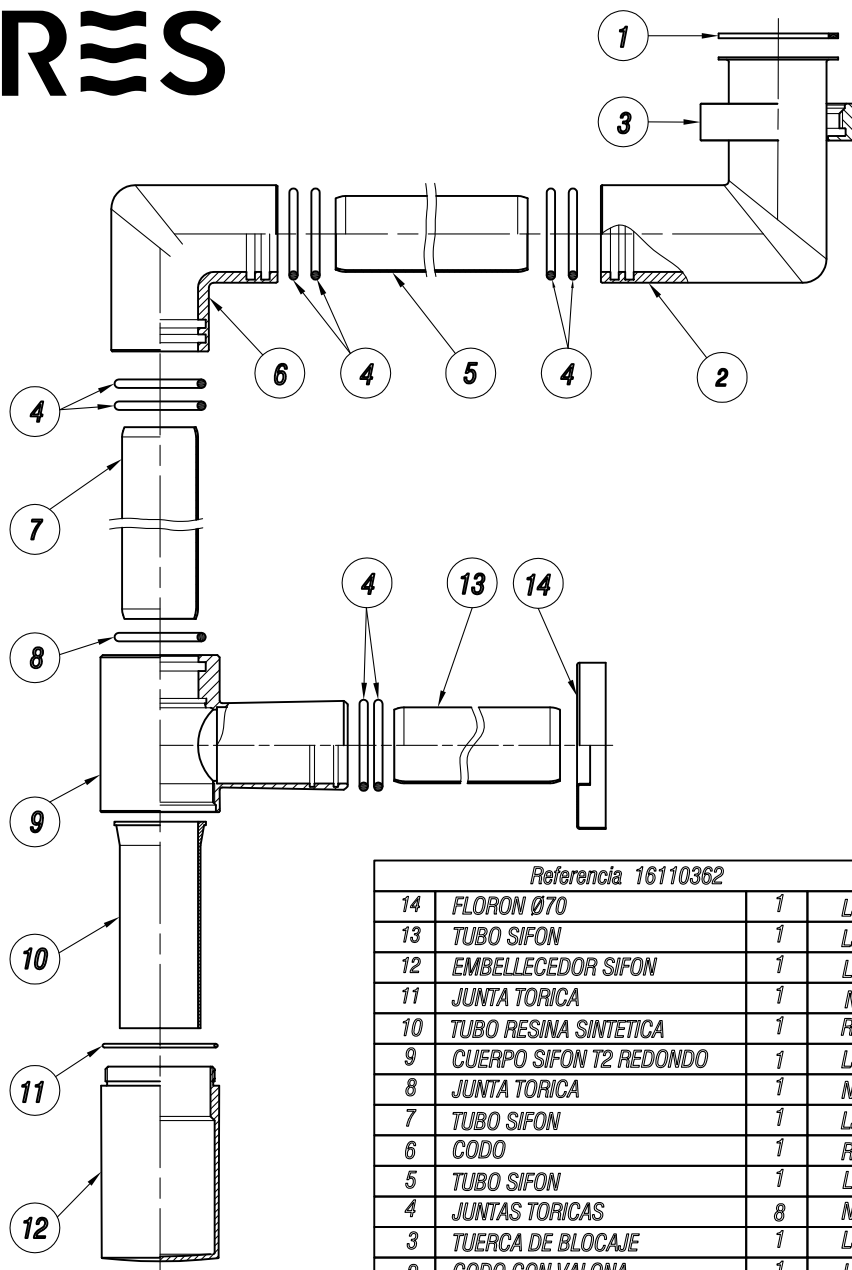 RES
1
3
6
4
5
4
2
4
7
4
13
14
8
9
10
11
12
Referencia 16110362
14 FLORON Ø70 1
13 TUBO SIFON 1
12 EMBELLECEDOR SIFON 1
11 JUNTA TORICA 1
10 TUBO RESINA SINTETICA 1
9 CUERPO SIFON T2 REDONDO 1
8 JUNTA TORICA 1
7 TUBO SIFON 1
6 CODO 1
5 TUBO SIFON 1
4 JUNTAS TORICAS 8
3 TUERCA DE BLOCAJE 1
2 CODO CON VALONA 1